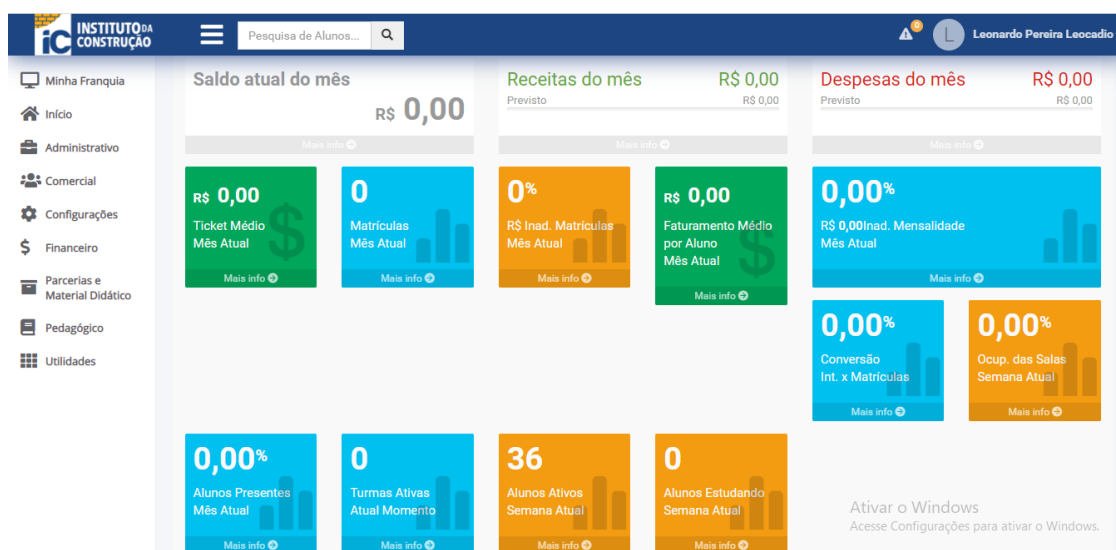 INSTITUTO DA
CONSTRUÇÃO
iC
Pesquisa de Alunos...
0
L
Leonardo Pereira Leocadio
Minha Franquia
Início
Administrativo
Comercial
Configurações
Financeiro
Parcerias e
Material Didático
Pedagógico
Utilidades
Saldo atual do mês
R$ 0,00
Mais info
Receitas do mês R$ 0,00
Previsto R$ 0,00
Mais info
Despesas do mês R$ 0,00
Previsto R$ 0,00
Mais info
R$ 0,00
Ticket Médio
Mês Atual
Mais info
0
Matrículas
Mês Atual
Mais info
0%
R$ Inad. Matrículas
Mês Atual
Mais info
R$ 0,00
Faturamento Médio
por Aluno
Mês Atual
Mais info
0,00%
R$ 0,00Inad. Mensalidade
Mês Atual
Mais info
0,00%
Conversão
Int. x Matrículas
Mais info
0,00%
Ocup. das Salas
Semana Atual
Mais info
0,00%
Alunos Presentes
Mês Atual
Mais info
0
Turmas Ativas
Atual Momento
Mais info
36
Alunos Ativos
Semana Atual
Mais info
0
Alunos Estudando
Semana Atual
Mais info
Ativar o Windows
Acesse Configurações para ativar o Windows.